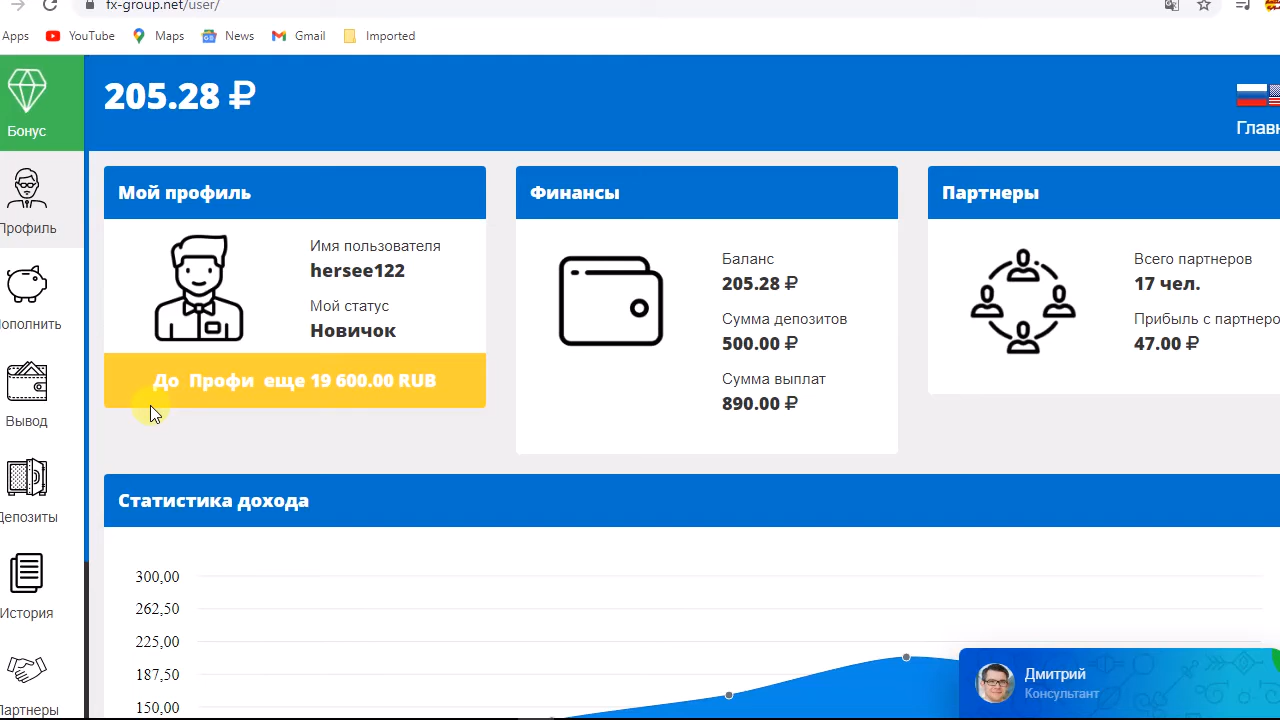 fx-group.net/user/
Apps YouTube Maps News Gmail Imported
205.28 ₽
Бонус
Главн
Мой профиль
Имя пользователя
hersee122
Мой статус
Новичок
До Профи еще 19 600.00 RUB
Финансы
Баланс
205.28 ₽
Сумма депозитов
500.00 ₽
Сумма выплат
890.00 ₽
Партнеры
Всего партнеров
17 чел.
Прибыль с партнеро
47.00 ₽
Профиль
ополнить
Вывод
Депозиты
История
артнеры
Статистика дохода
300,00
262,50
225,00
187,50
150,00
Дмитрий
Консультант